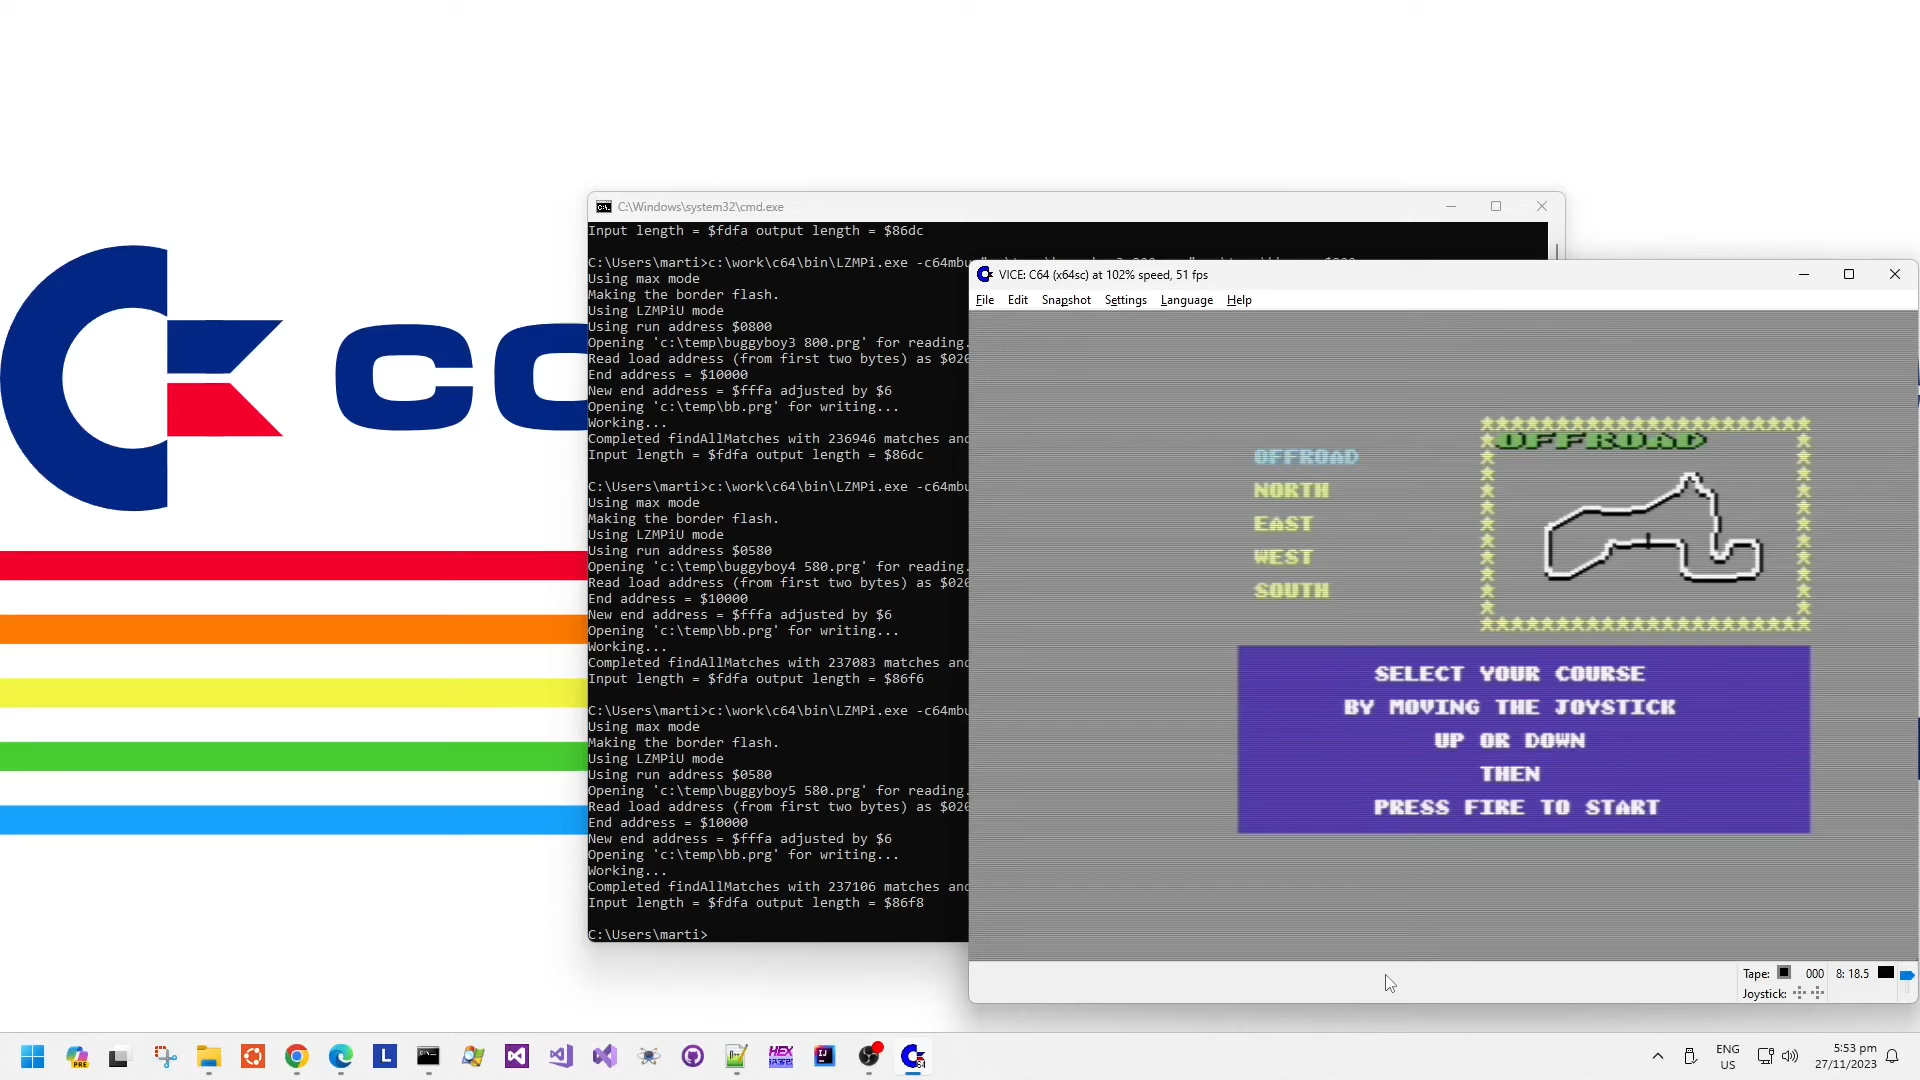 C:\Windows\system32\cmd.exe
Input length = $fdfa output length = $86dc
C:\Users\marti>c:\work\c64\bin\LZMPi.exe -c64mbu
Using max mode
Making the border flash.
Using LZMPiU mode
Using run address $0800
Opening 'c:\temp\buggyboy3 800.prg' for reading.
Read load address (from first two bytes) as $020
End address = $10000
New end address = $fffa adjusted by $6
Opening 'c:\temp\bb.prg' for writing...
Working...
Completed findAllMatches with 236946 matches and
Input length = $fdfa output length = $86dc
C:\Users\marti>c:\work\c64\bin\LZMPi.exe -c64mbu
Using max mode
Making the border flash.
Using LZMPiU mode
Using run address $0580
Opening 'c:\temp\buggyboy4 580.prg' for reading.
Read load address (from first two bytes) as $020
End address = $10000
New end address = $fffa adjusted by $6
Opening 'c:\temp\bb.prg' for writing...
Working...
Completed findAllMatches with 237083 matches and
Input length = $fdfa output length = $86f6
C:\Users\marti>c:\work\c64\bin\LZMPi.exe -c64mbu
Using max mode
Making the border flash.
Using LZMPiU mode
Using run address $0580
Opening 'c:\temp\buggyboy5 580.prg' for reading.
Read load address (from first two bytes) as $020
End address = $10000
New end address = $fffa adjusted by $6
Opening 'c:\temp\bb.prg' for writing...
Working...
Completed findAllMatches with 237106 matches and
Input length = $fdfa output length = $86f8
C:\Users\marti>
VICE: C64 (x64sc) at 102% speed, 51 fps
File Edit Snapshot Settings Language Help
OFFROAD
OFFROAD
NORTH
EAST
WEST
SOUTH
SELECT YOUR COURSE
BY MOVING THE JOYSTICK
UP OR DOWN
THEN
PRESS FIRE TO START
Tape: 000 8: 18.5
Joystick:
PRE
L
HEX
IJ
64
ENG
US
5:53 pm
27/11/2023